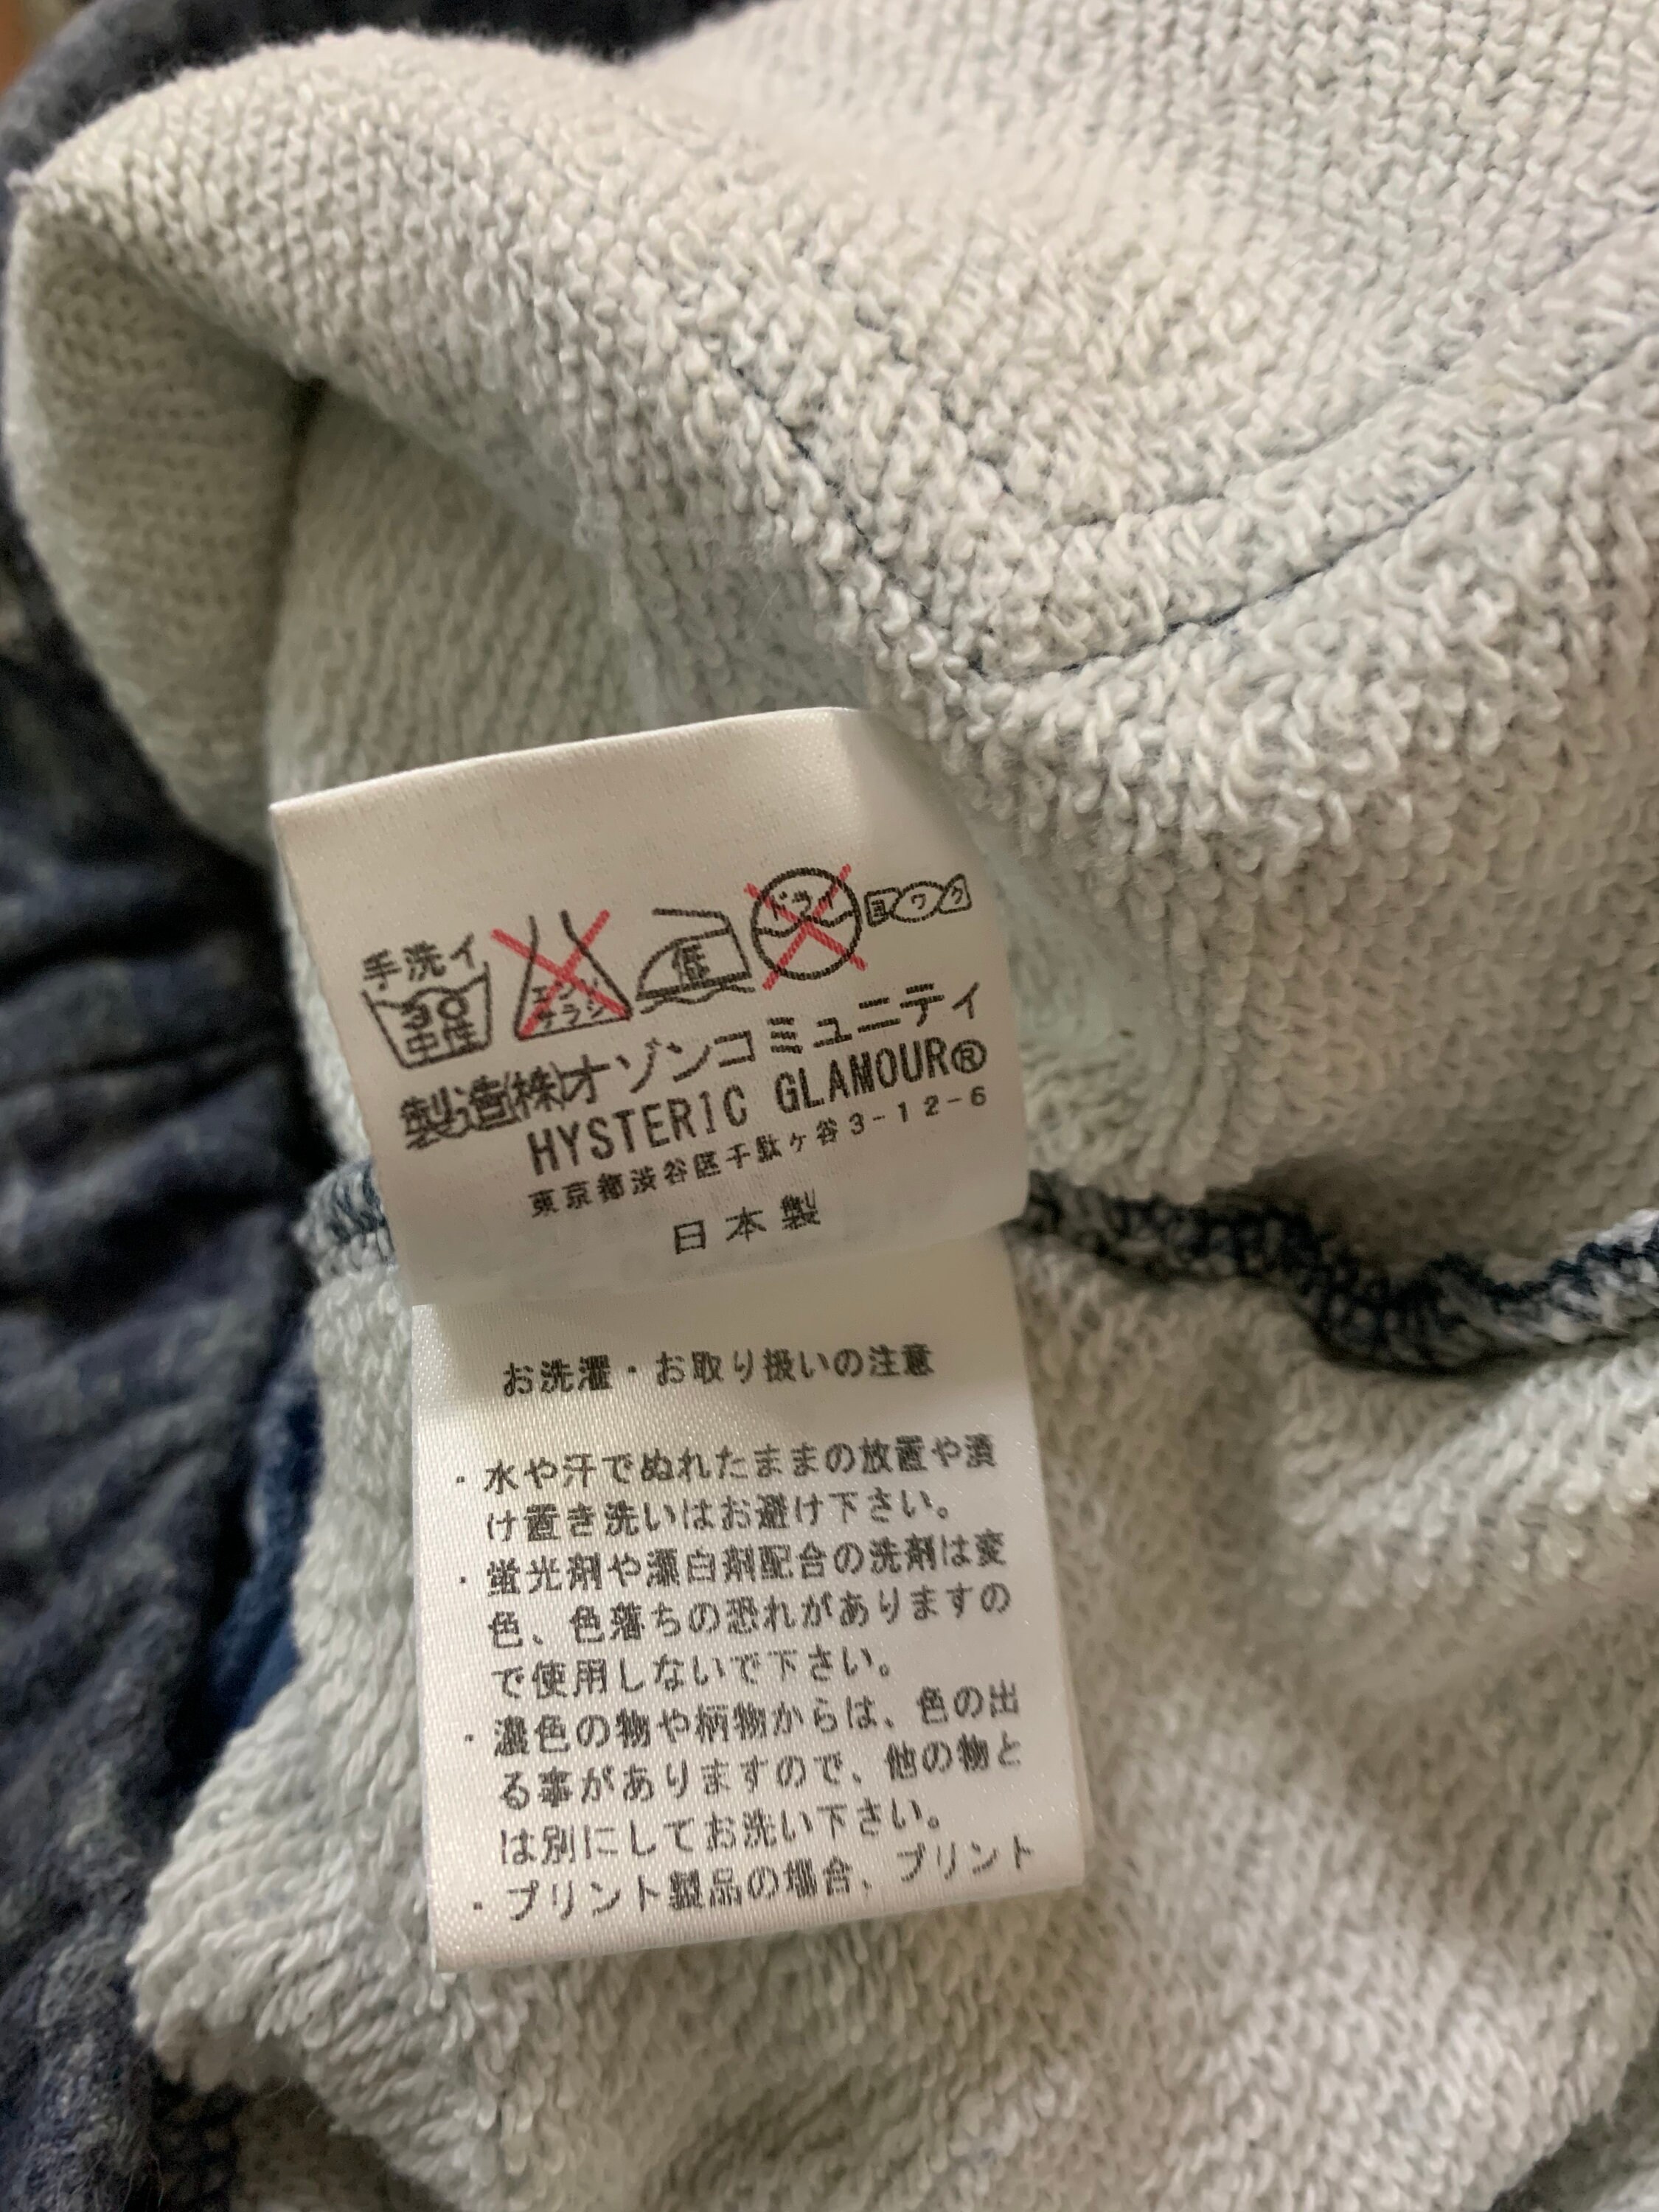 手洗イ
30
中性
エンソ
サラシ
低
ドライ
ヨワク
製造㈱オゾンコミュニティ
HYSTERIC GLAMOUR®
東京都渋谷区千駄ヶ谷3-12-6
日本製
お洗濯・お取り扱いの注意
・水や汗でぬれたままの放置や漬
け置き洗いはお避け下さい。
・蛍光剤や漂白剤配合の洗剤は変
色、色落ちの恐れがありますの
で使用しないで下さい。
・濃色の物や柄物からは、色の出
る事がありますので、他の物と
は別にしてお洗い下さい。
・プリント製品の場合、プリント